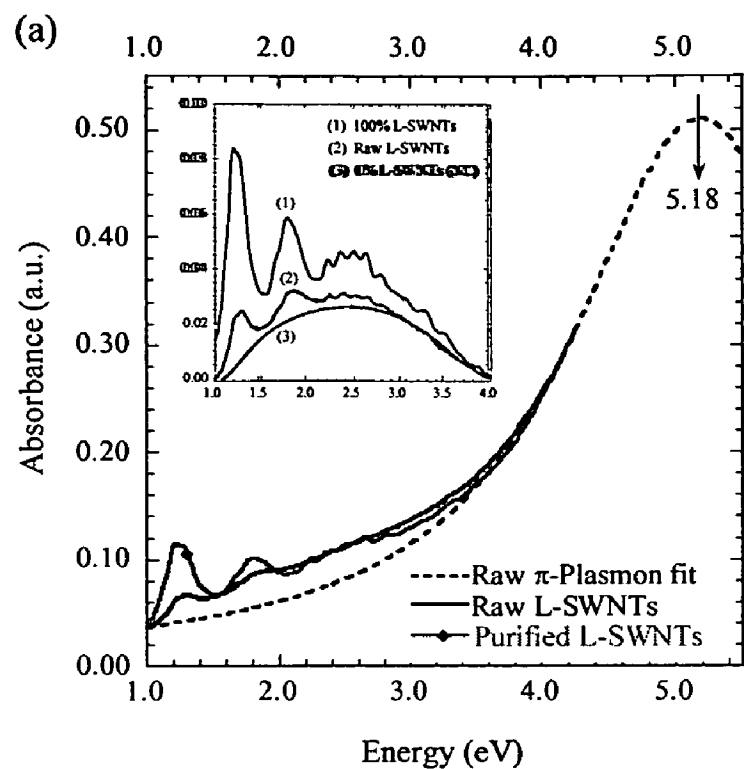 (a)
1.0 2.0 3.0 4.0 5.0
0.50
0.40
0.30
0.20
0.10
0.00
1.0 2.0 3.0 4.0 5.0
Absorbance (a.u.)
Energy (eV)
5.18
(1) 100% L-SWNTs
(2) Raw L-SWNTs
(3) 0% L-SWNTs
(1)
(2)
(3)
0.02
0.00
1.0 1.5 2.0 2.5 3.0 3.5 4.0
Raw π-Plasmon fit
Raw L-SWNTs
Purified L-SWNTs